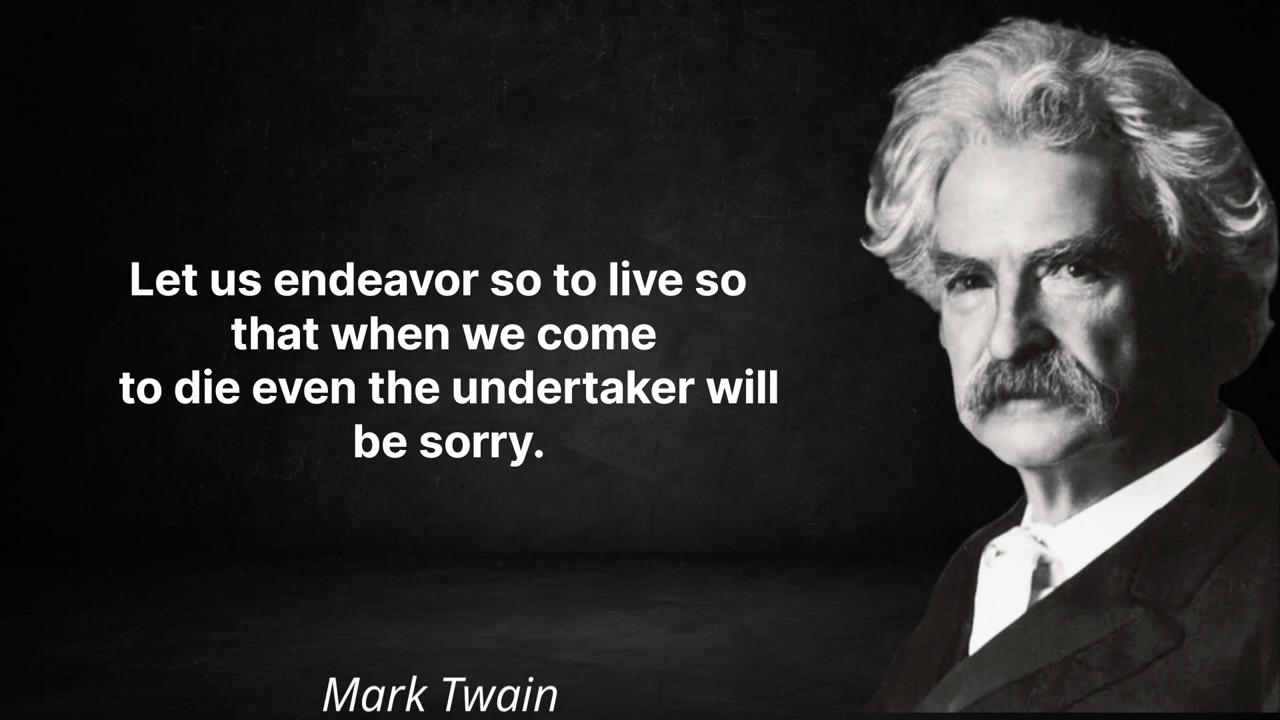 Let us endeavor so to live so
that when we come
to die even the undertaker will
be sorry.
Mark Twain